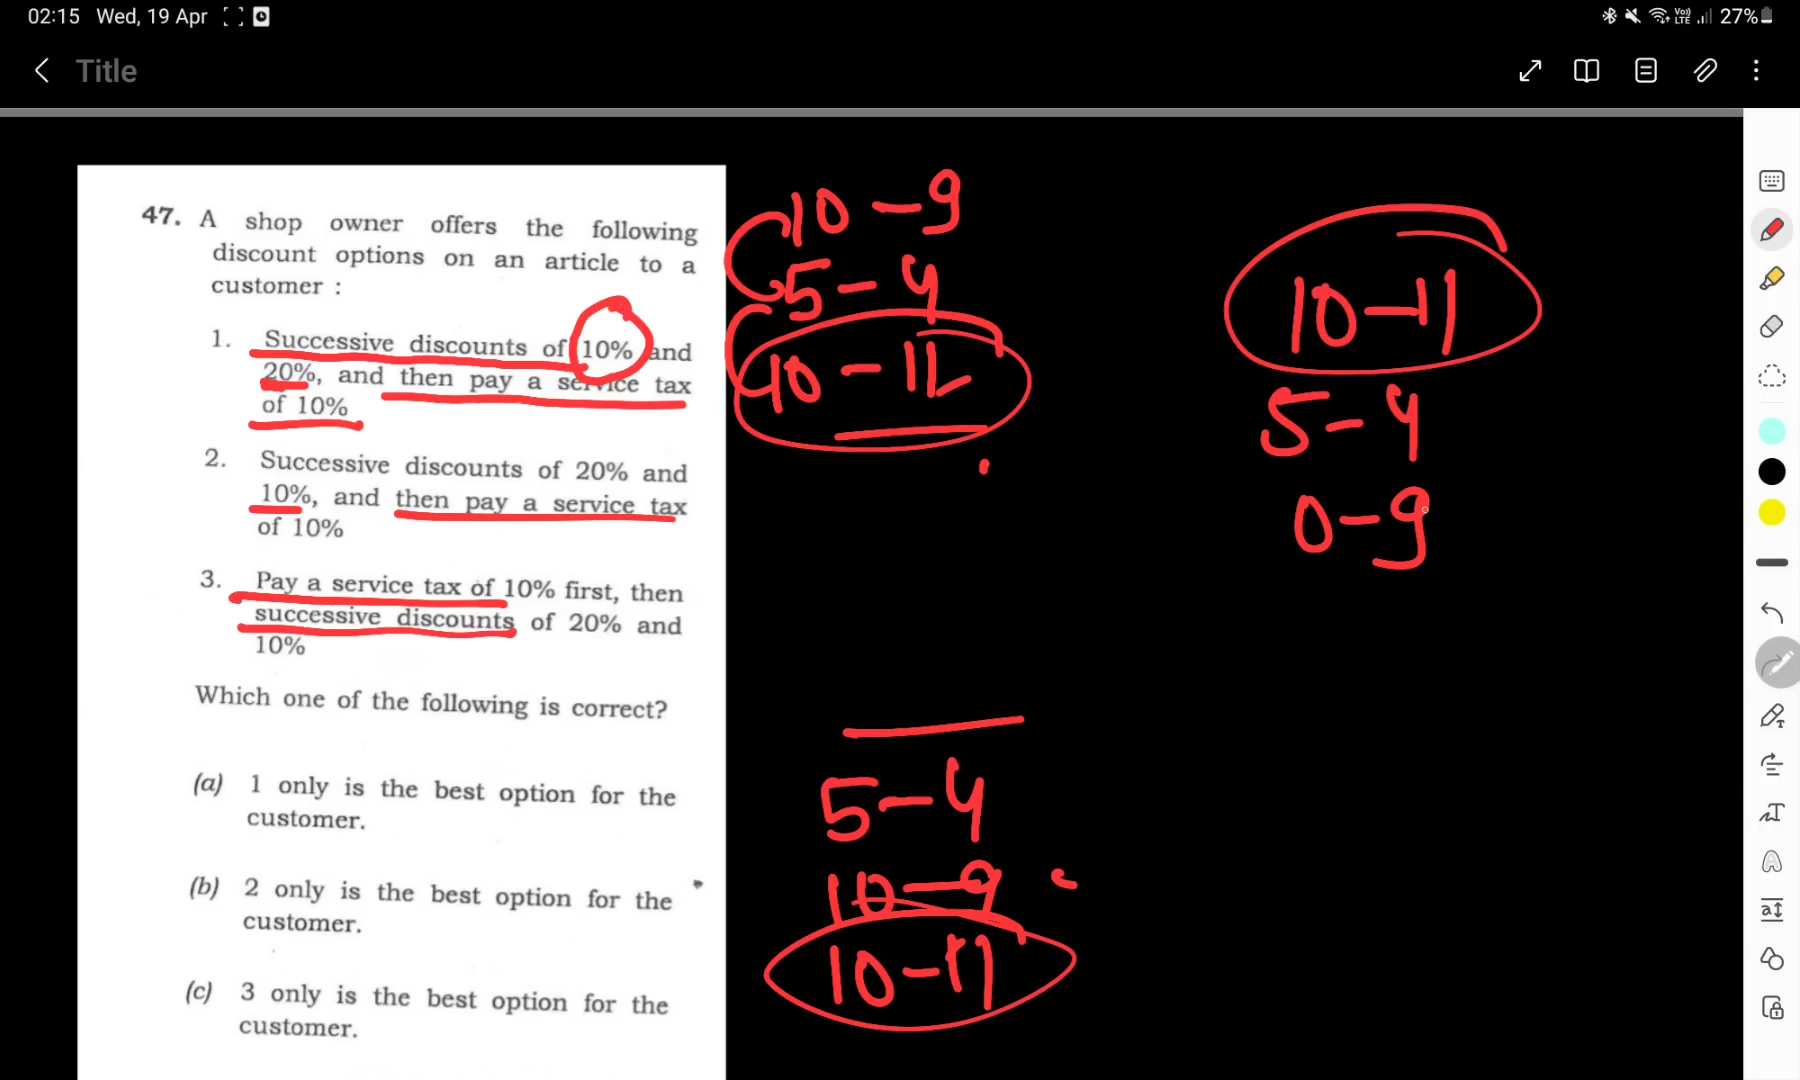 02:15 Wed, 19 Apr
27%
Title
47. A shop owner offers the following
discount options on an article to a
customer :
1. Successive discounts of 10% and
20%, and then pay a service tax
of 10%
2. Successive discounts of 20% and
10%, and then pay a service tax
of 10%
3. Pay a service tax of 10% first, then
successive discounts of 20% and
10%
Which one of the following is correct?
(a) 1 only is the best option for the
customer.
(b) 2 only is the best option for the
customer.
(c) 3 only is the best option for the
customer.
10 - 9
5 - 4
5 - 4
10 - 9
10 - 11
10 - 11
5 - 4